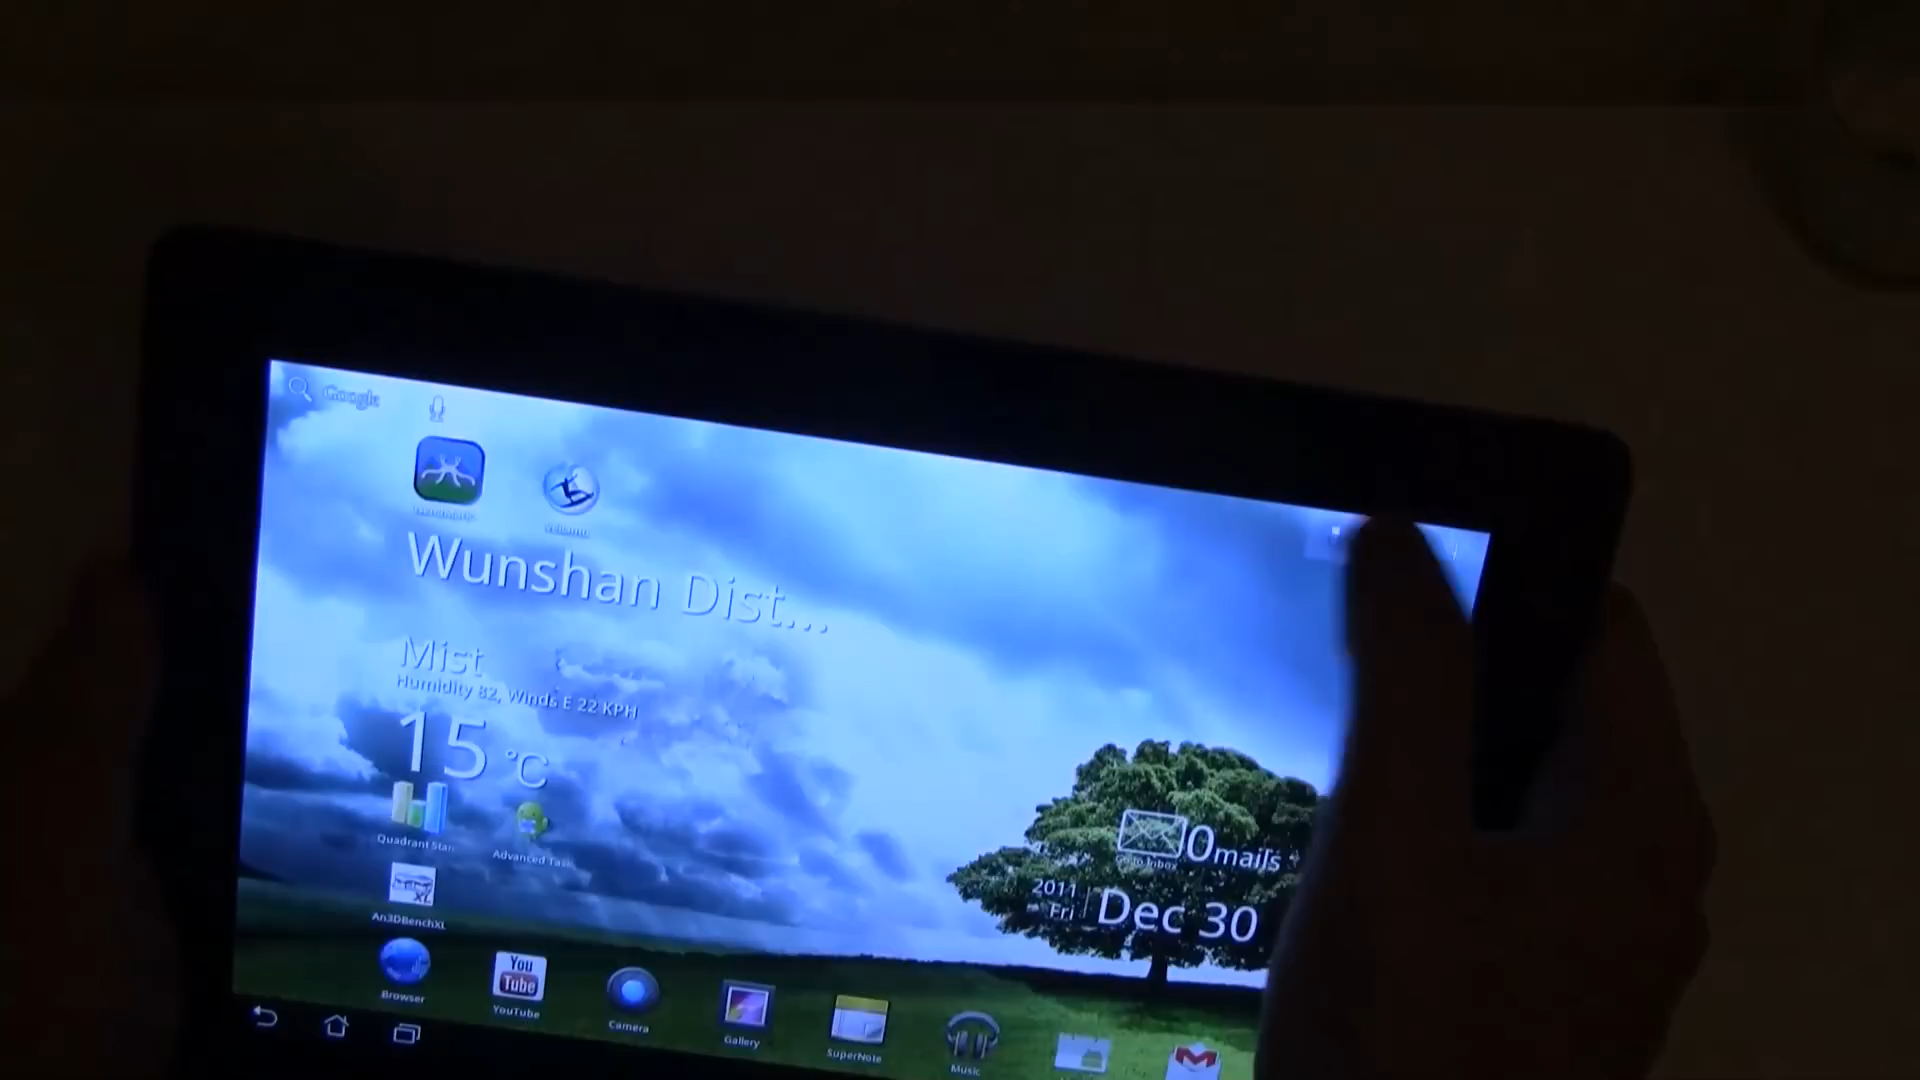 Google
Wunshan Dist...
Mist
Humidity 82, Winds E 22 KPH
15 °C
Quadrant Stan
Advanced Task
An3DBenchXL
Go to Inbox
0mails
2011
Fri
Dec 30
Browser
You
Tube
YouTube
Camera
Gallery
SuperNote
Music